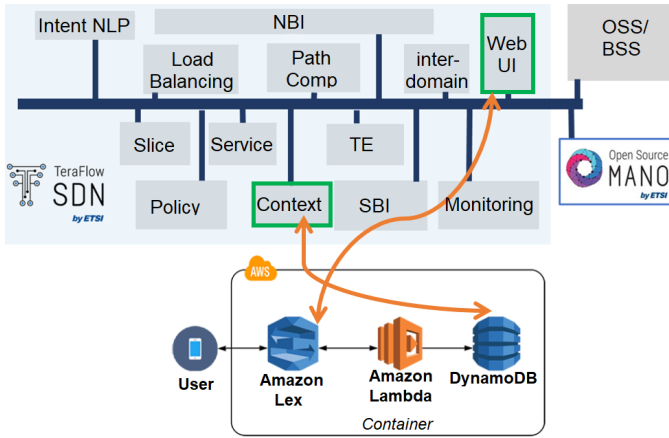 Intent NLP
NBI
Load
Balancing
Path
Comp
inter-
domain
Web
UI
OSS/
BSS
Slice
Service
TE
TeraFlow
SDN
by ETSI
Policy
Context
SBI
Monitoring
Open Source
MANO
by ETSI
AWS
User
Amazon
Lex
Amazon
Lambda
DynamoDB
Container